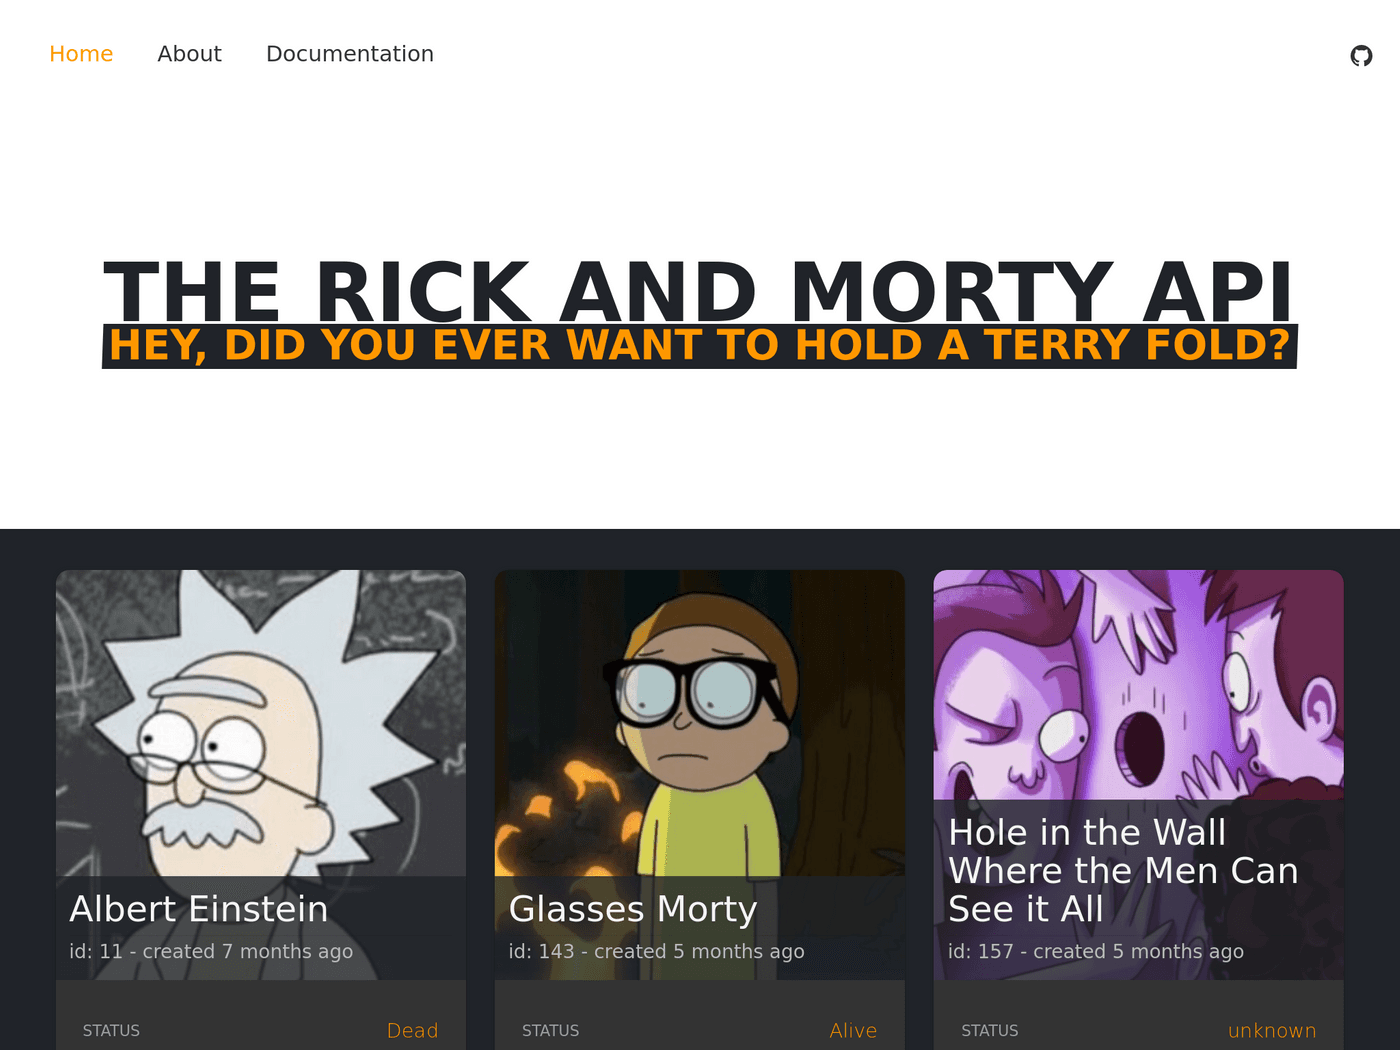 Home About Documentation
THE RICK AND MORTY API
HEY, DID YOU EVER WANT TO HOLD A TERRY FOLD?
Albert Einstein
id: 11 - created 7 months ago
STATUS Dead
Glasses Morty
id: 143 - created 5 months ago
STATUS Alive
Hole in the Wall
Where the Men Can
See it All
id: 157 - created 5 months ago
STATUS unknown